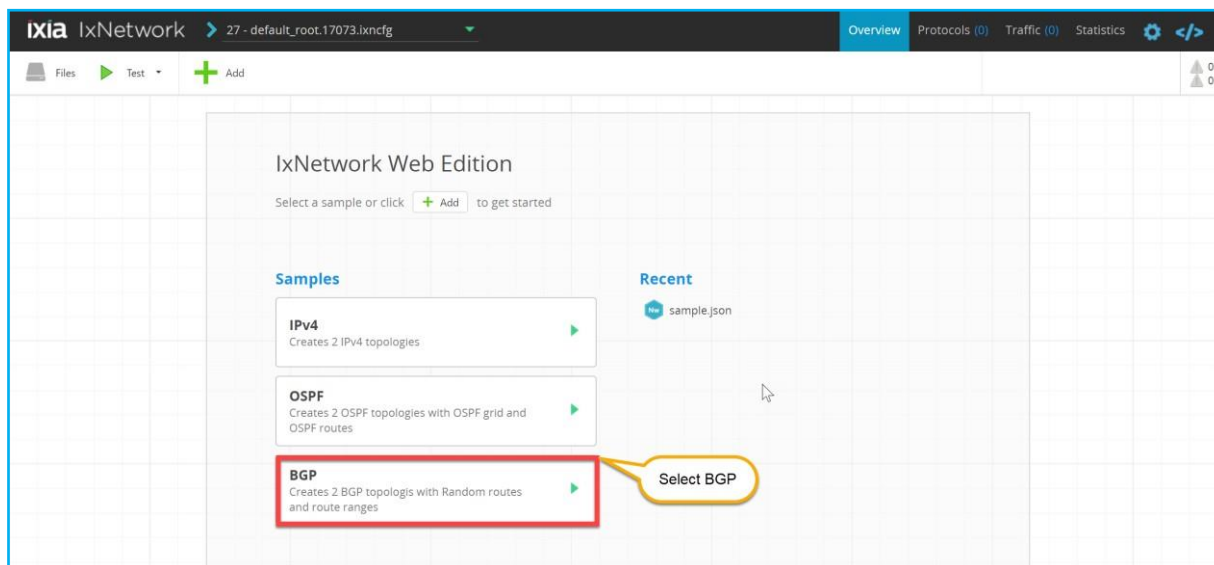 ixia IxNetwork 27 - default_root.17073.ixncfg Overview Protocols (0) Traffic (0) Statistics </>
Files Test Add 0
0
IxNetwork Web Edition
Select a sample or click + Add to get started
Samples
Recent
IPv4
Creates 2 IPv4 topologies
Nw sample.json
OSPF
Creates 2 OSPF topologies with OSPF grid and
OSPF routes
BGP
Creates 2 BGP topologis with Random routes
and route ranges
Select BGP